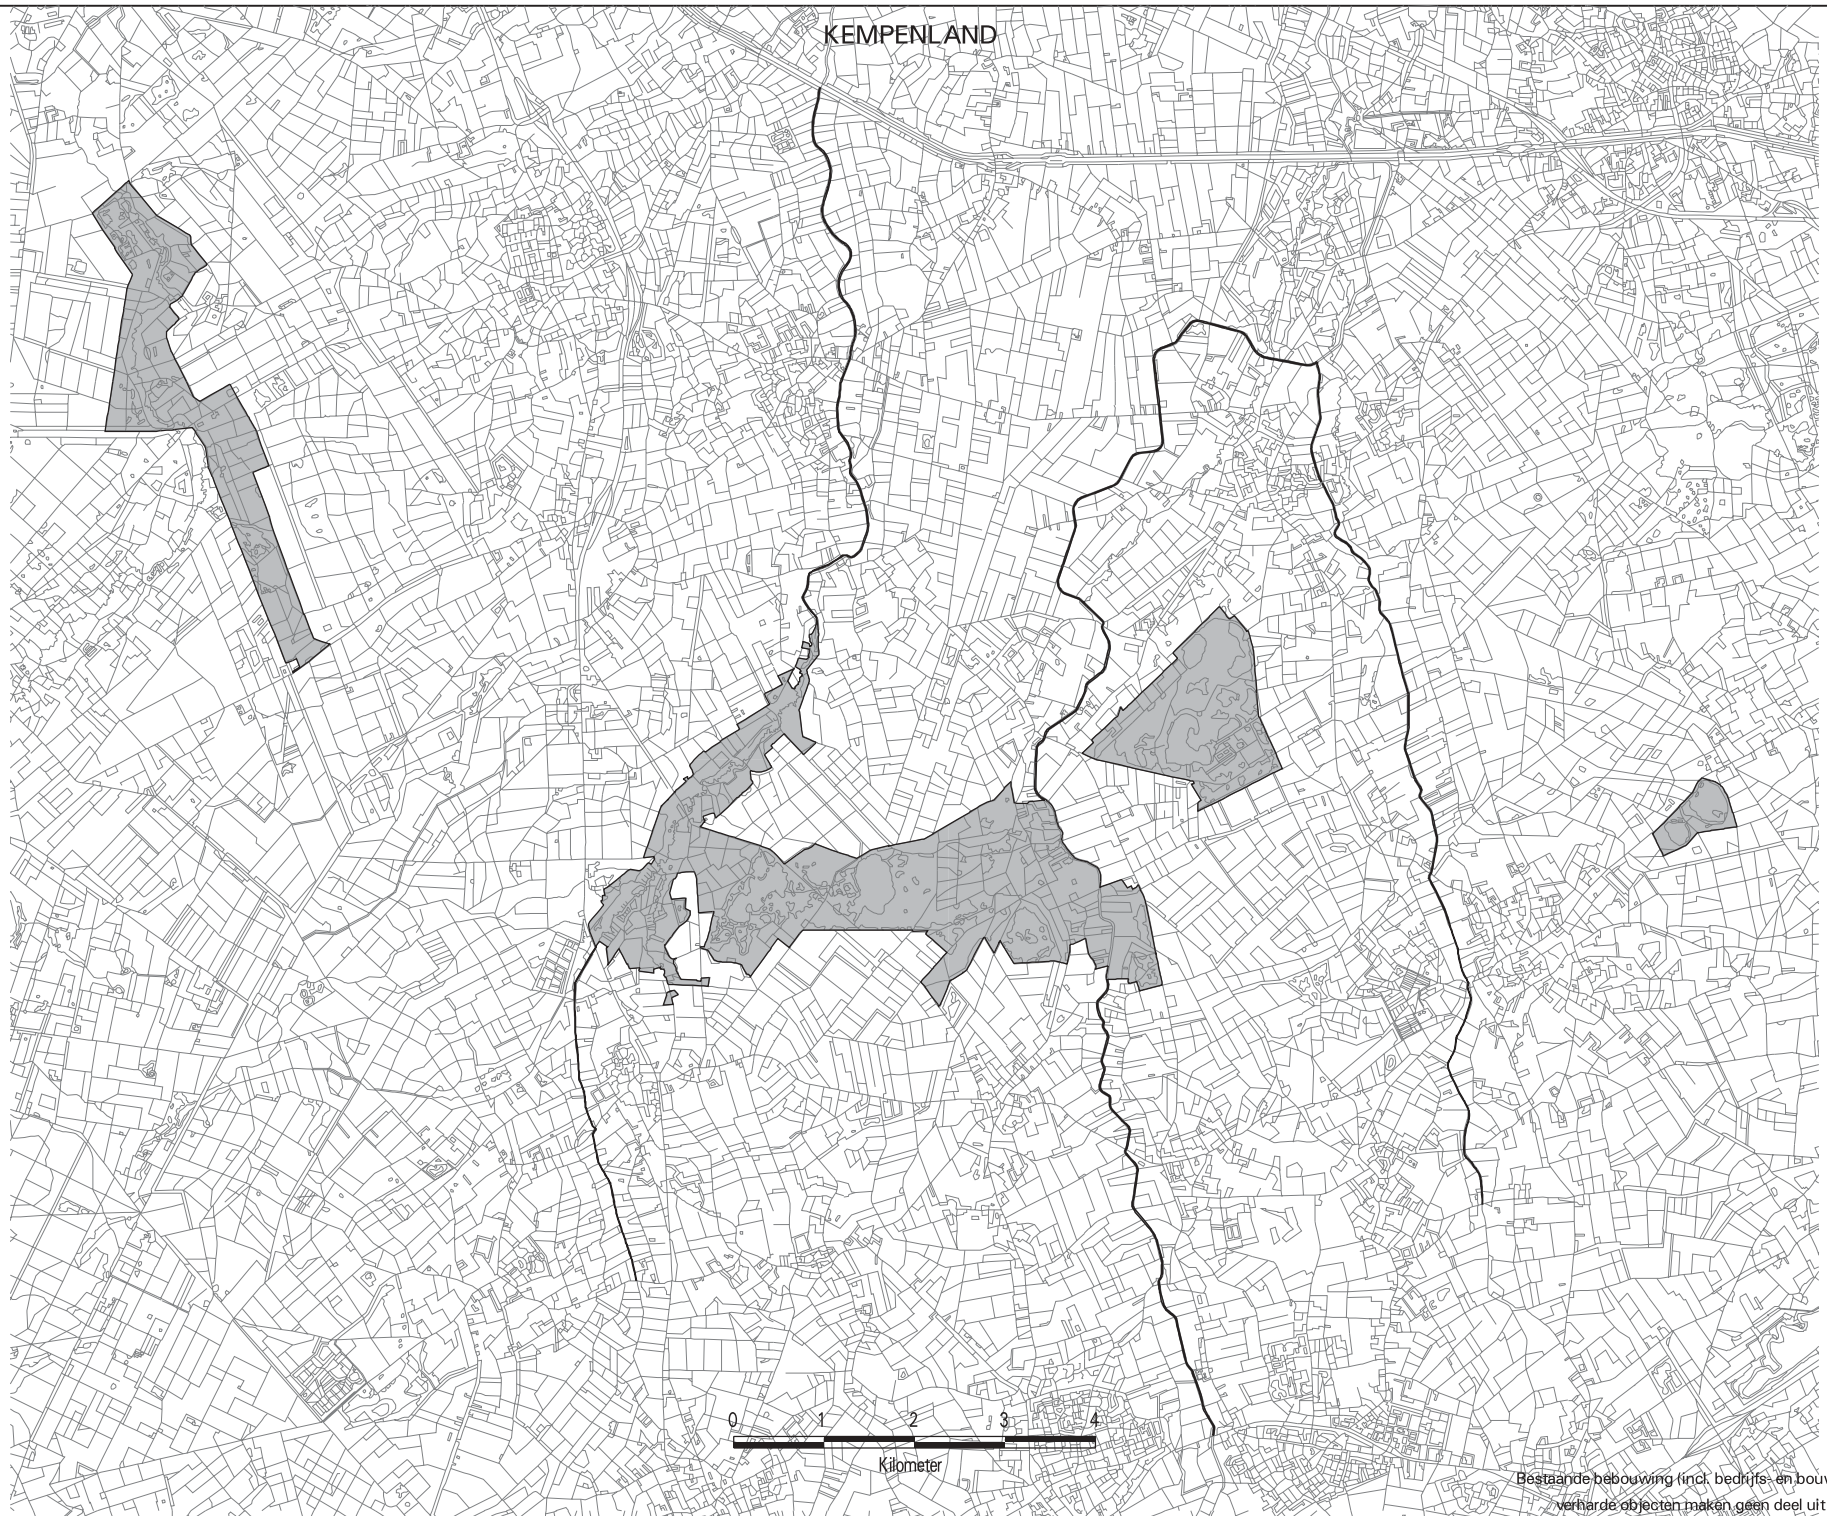 KEMPENLAND
0 1 2 3 4
Kilometer
Bestaande bebouwing (incl. bedrijfs- en bouw
verharde objecten maken geen deel uit